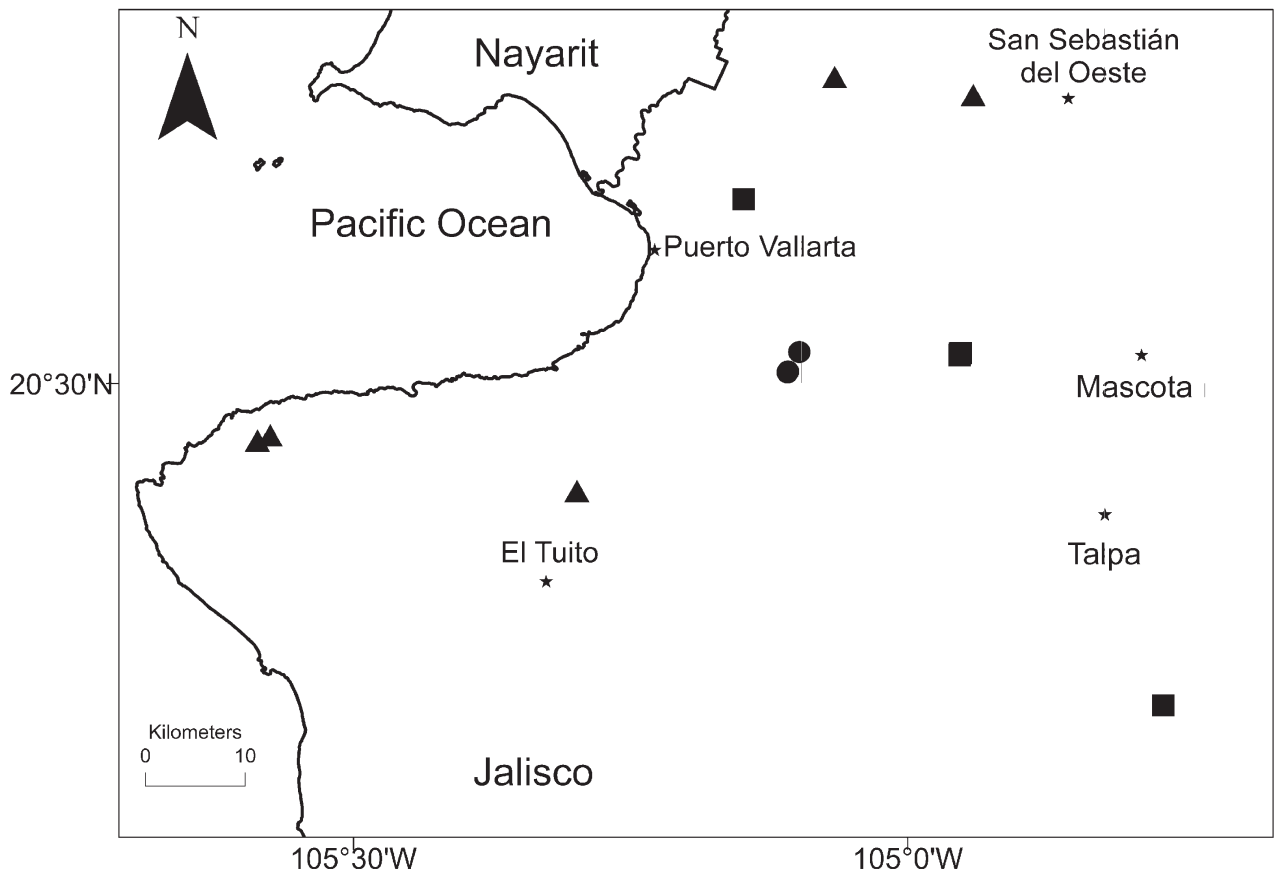 N
Nayarit
San Sebastián
del Oeste
Pacific Ocean
Puerto Vallarta
20°30'N
Mascota
El Tuito
Talpa
Kilometers
0 10
Jalisco
105°30'W
105°0'W